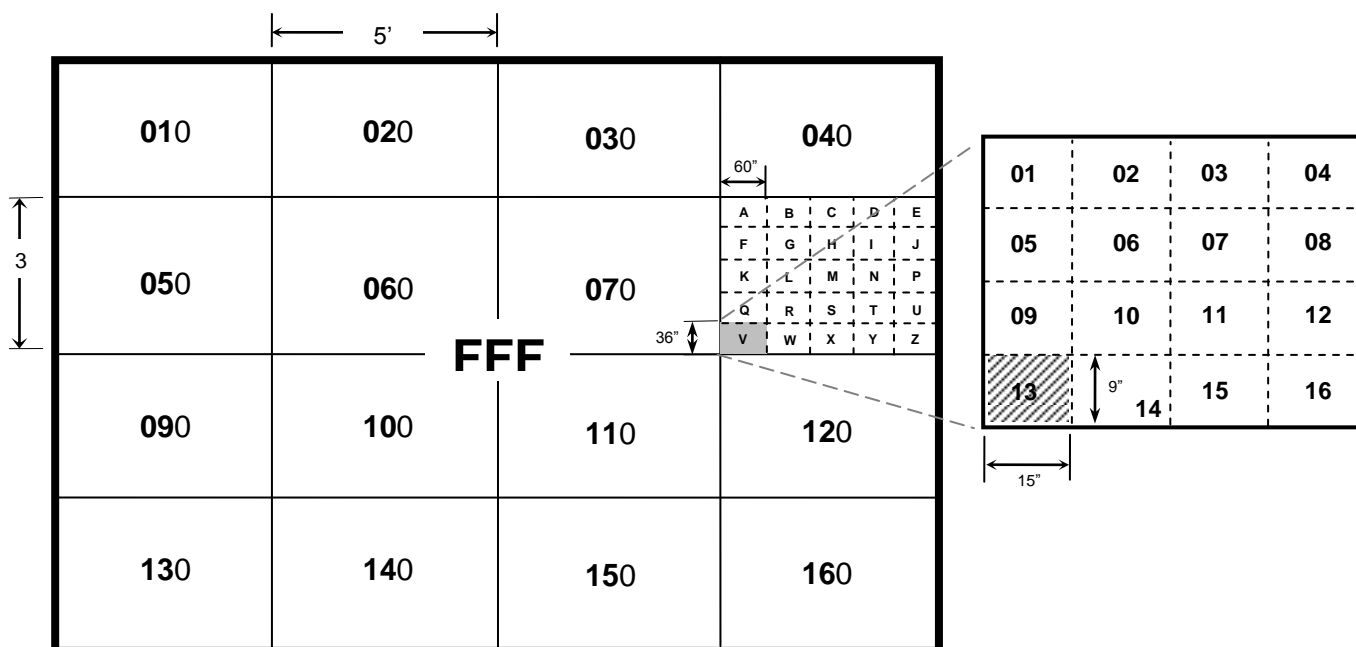 5’
010 020 030 040
60”
01 02 03 04
A B C D E
05 06 07 08
F G H I J
3
050 060 070
K L M N P
09 10 11 12
Q R S T U
36”
V W X Y Z
FFF
13 14 15 16
9”
090 100 110 120
15”
130 140 150 160